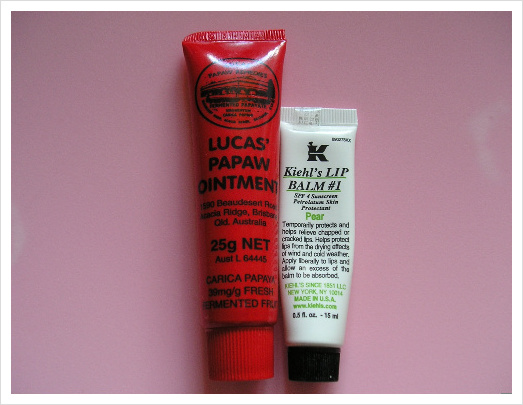 PAPAW REMEDIES
LUCAS'
PAPAW
OINTMENT
Beaudesert Road
Acacia Ridge, Brisbane
Qld. Australia
25g NET
Aust L 64445
CARICA PAPAYA
39mg/g FRESH
FERMENTED FRUIT
K
Kiehl's LIP
BALM #1
SPF 4 Sunscreen
Petrolatum Skin
Protectant
Pear
Temporarily protects and
helps relieve chapped or
cracked lips. Helps protect
lips from the drying effects
of wind and cold weather.
Apply liberally to lips and
allow an excess of the
balm to be absorbed.
KIEHL'S SINCE 1851 LLC
NEW YORK, NY 10014
MADE IN U.S.A.
www.kiehls.com
0.5 fl. oz. - 15 ml